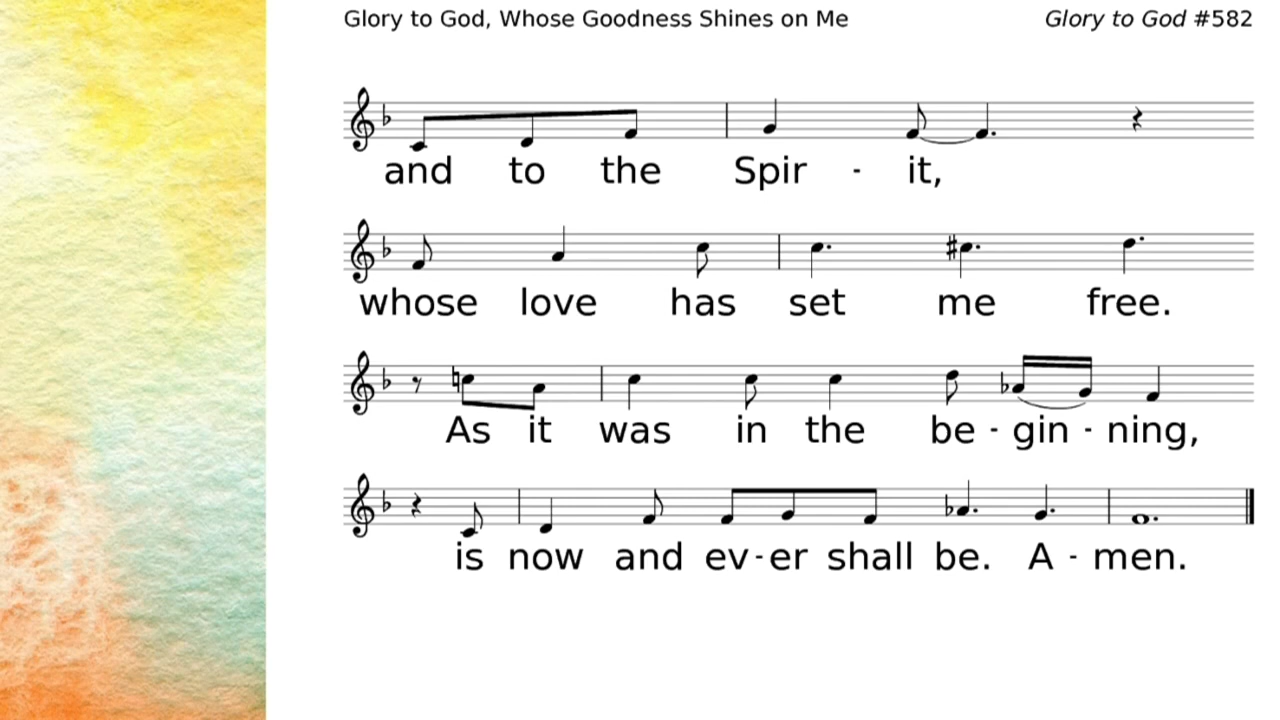 Glory to God, Whose Goodness Shines on Me
Glory to God #582
and to the Spir - it,
whose love has set me free.
As it was in the be - gin - ning,
is now and ev - er shall be. A - men.